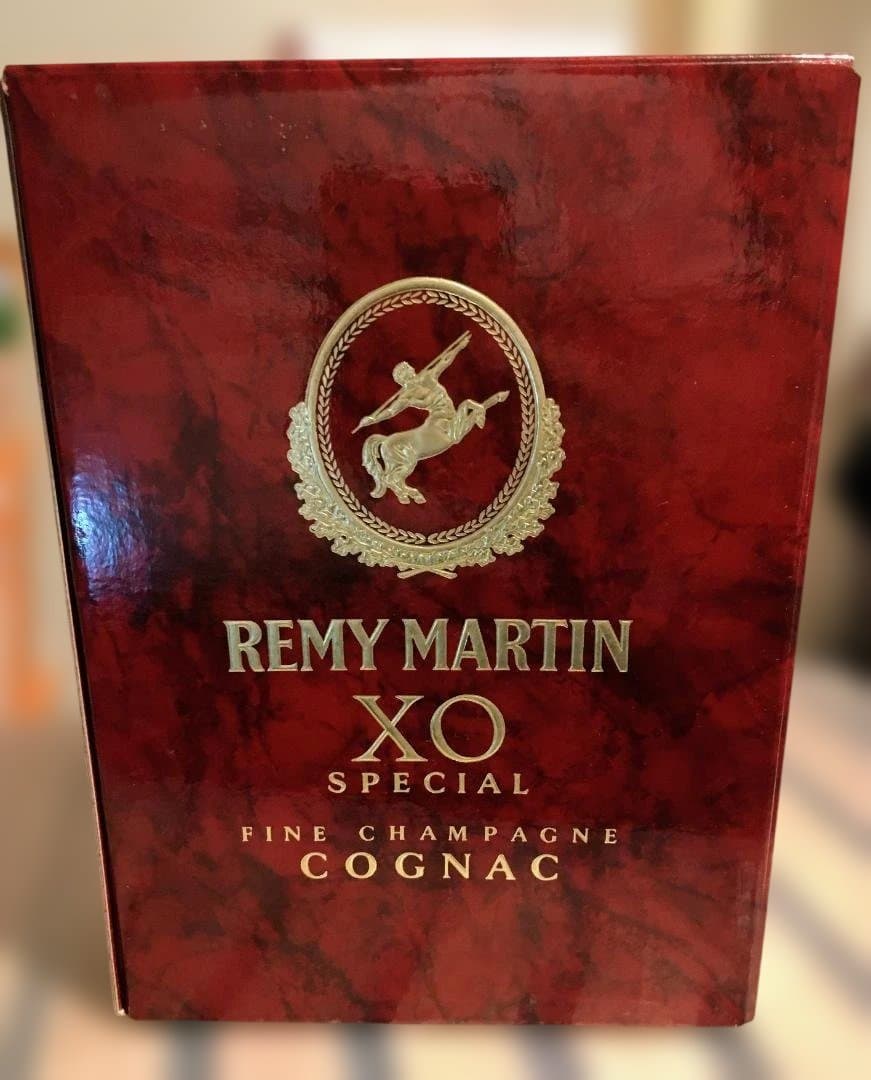 REMY MARTIN
XO
SPECIAL
FINE CHAMPAGNE
COGNAC